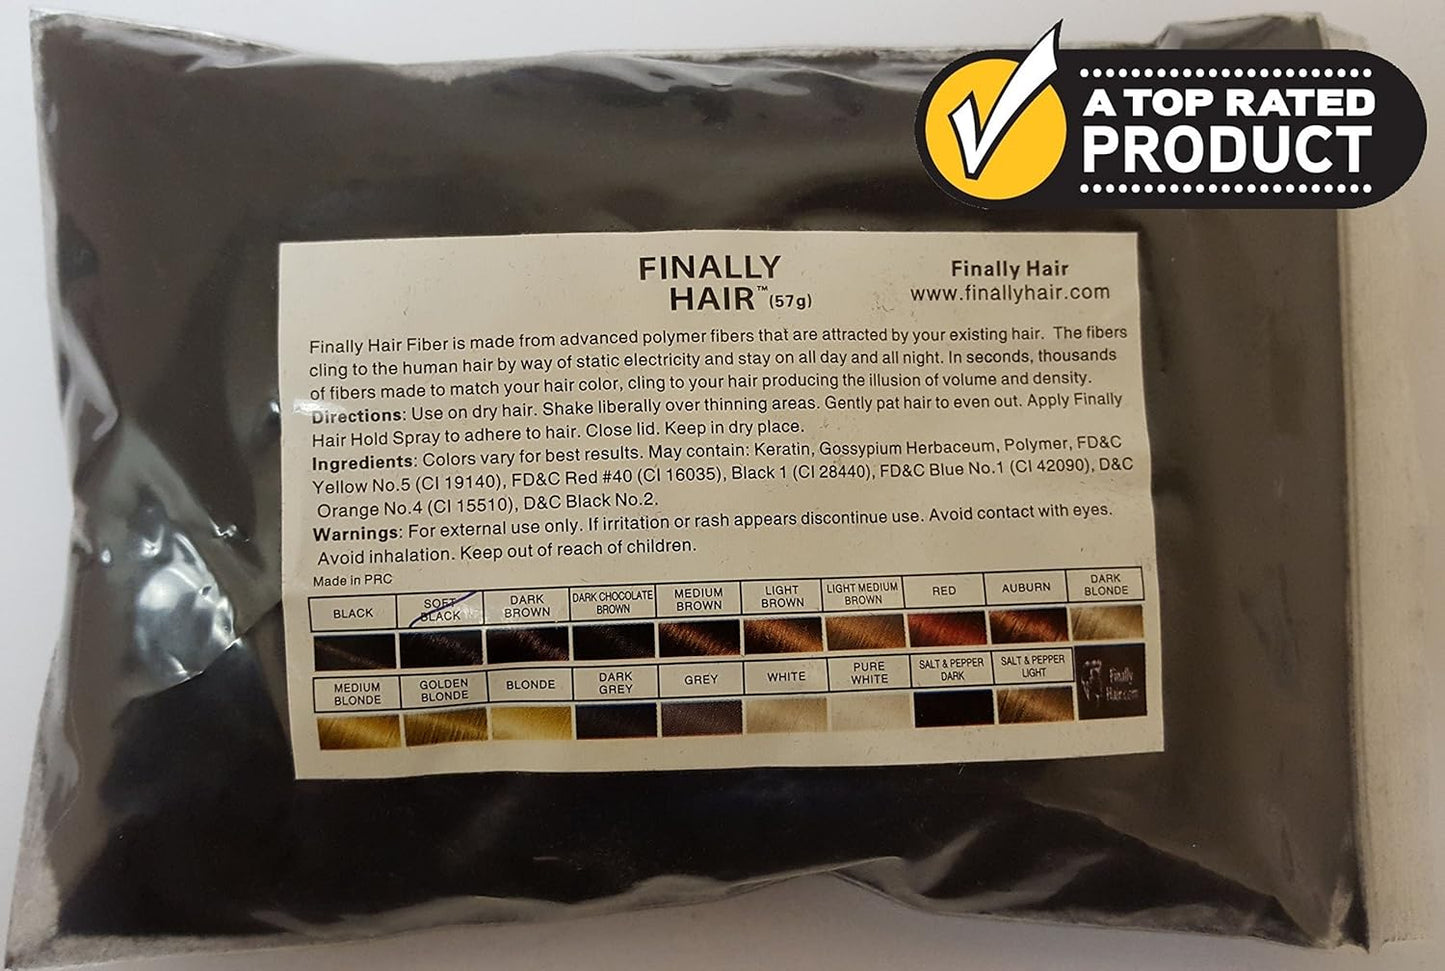 A TOP RATED
PRODUCT
FINALLY
HAIR™ (57g)
Finally Hair
www.finallyhair.com
Finally Hair Fiber is made from advanced polymer fibers that are attracted by your existing hair. The fibers
cling to the human hair by way of static electricity and stay on all day and all night. In seconds, thousands
of fibers made to match your hair color, cling to your hair producing the illusion of volume and density.
Directions: Use on dry hair. Shake liberally over thinning areas. Gently pat hair to even out. Apply Finally
Hair Hold Spray to adhere to hair. Close lid. Keep in dry place.
Ingredients: Colors vary for best results. May contain: Keratin, Gossypium Herbaceum, Polymer, FD&C
Yellow No.5 (CI 19140), FD&C Red #40 (CI 16035), Black 1 (CI 28440), FD&C Blue No.1 (CI 42090), D&C
Orange No.4 (CI 15510), D&C Black No.2.
Warnings: For external use only. If irritation or rash appears discontinue use. Avoid contact with eyes.
Avoid inhalation. Keep out of reach of children.
Made in PRC
BLACK
SOFT
BLACK
DARK
BROWN
DARK CHOCOLATE
BROWN
MEDIUM
BROWN
LIGHT
BROWN
LIGHT MEDIUM
BROWN
RED
AUBURN
DARK
BLONDE
MEDIUM
BLONDE
GOLDEN
BLONDE
BLONDE
DARK
GREY
GREY
WHITE
PURE
WHITE
SALT & PEPPER
DARK
SALT & PEPPER
LIGHT
Finally
Hair.com